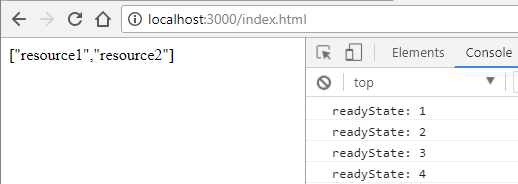 localhost:3000/index.html
["resource1","resource2"]
Elements Console
top
readyState: 1
readyState: 2
readyState: 3
readyState: 4